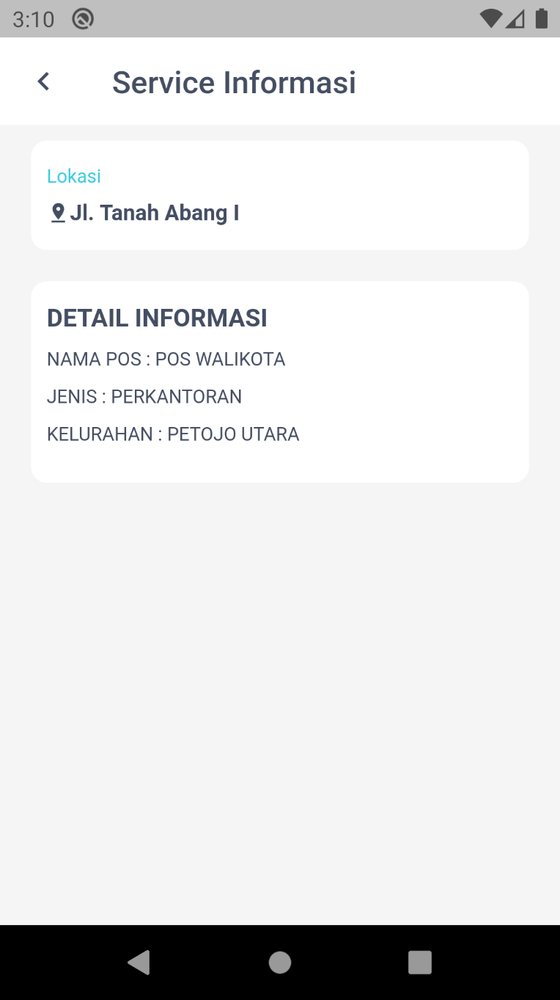 3:10
Service Informasi
Lokasi
Jl. Tanah Abang I
DETAIL INFORMASI
NAMA POS : POS WALIKOTA
JENIS : PERKANTORAN
KELURAHAN : PETOJO UTARA